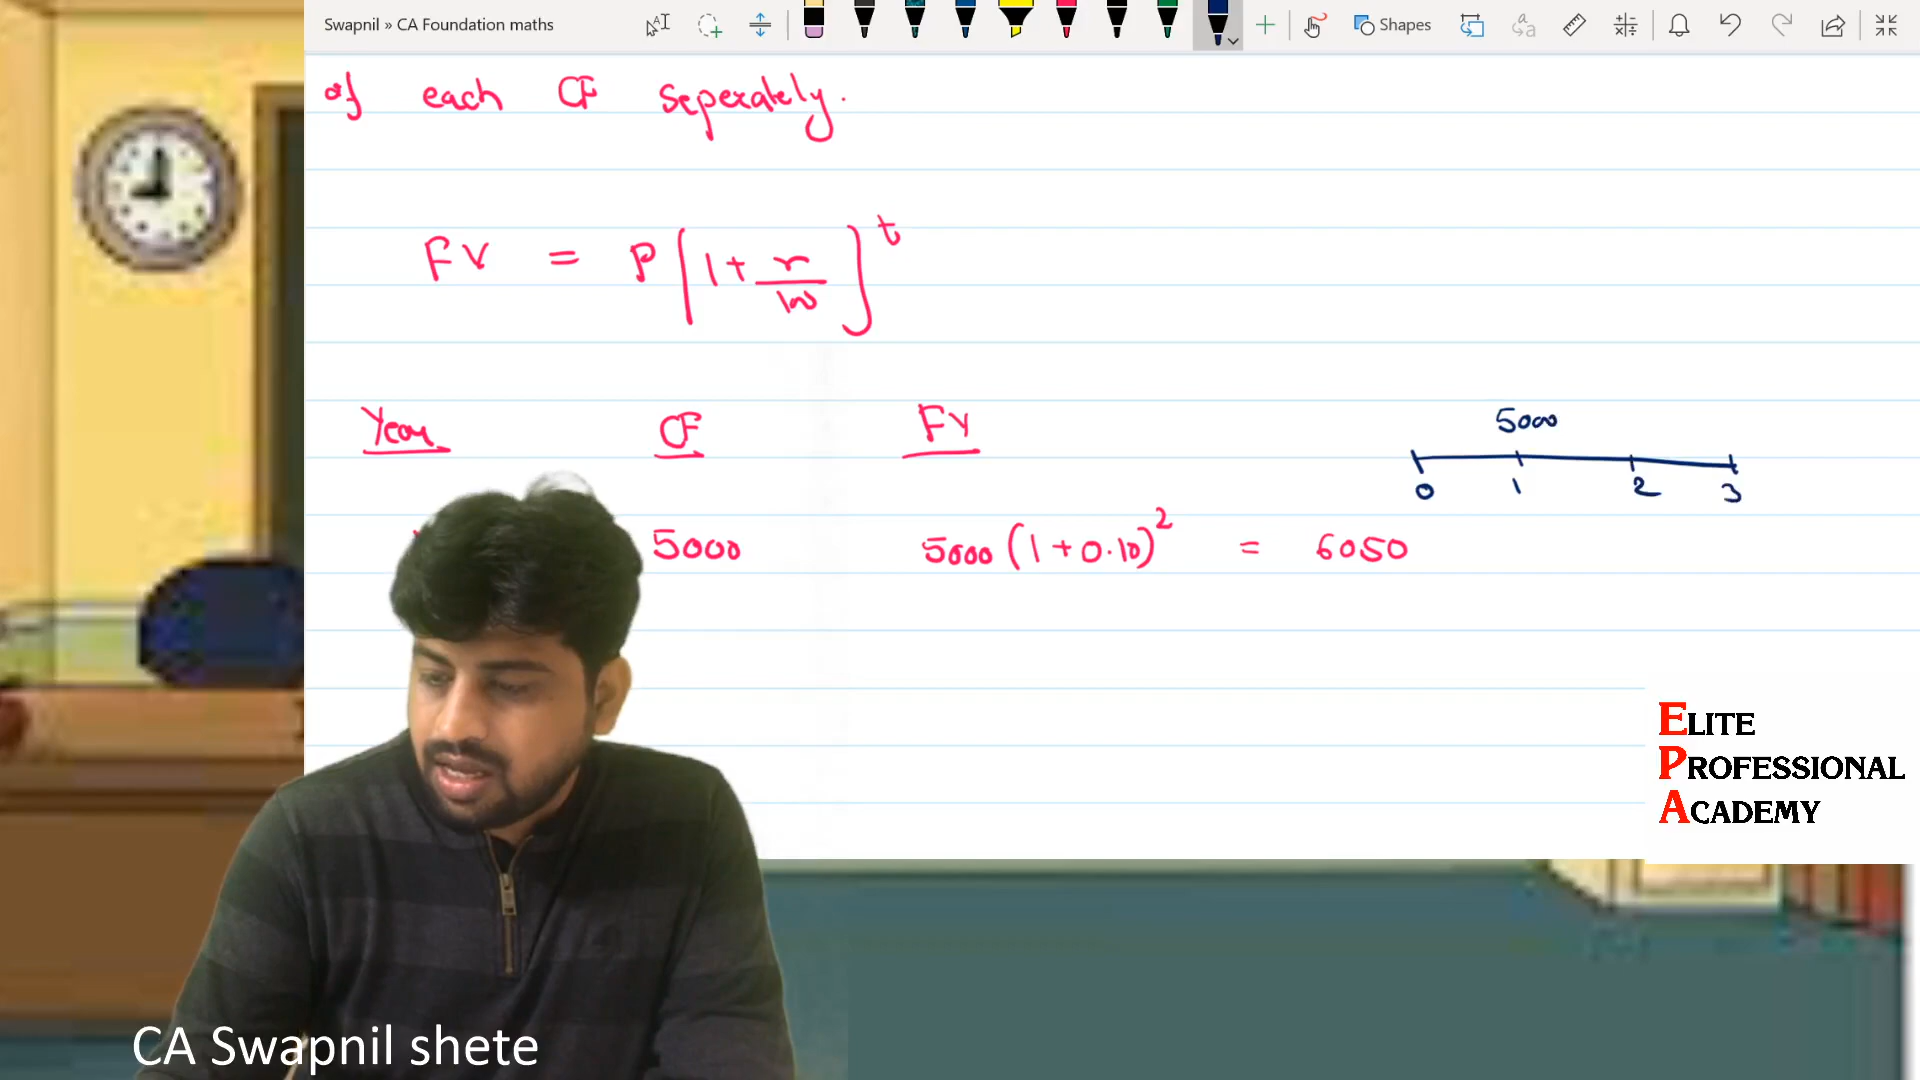 Swapnil » CA Foundation maths
Shapes
of each CF seperately.
FV = P[1 + r/100]^t
Year CF FV
5000
0 1 2 3
5000 5000 (1 + 0.10)^2 = 6050
ELITE
PROFESSIONAL
ACADEMY
CA Swapnil shete